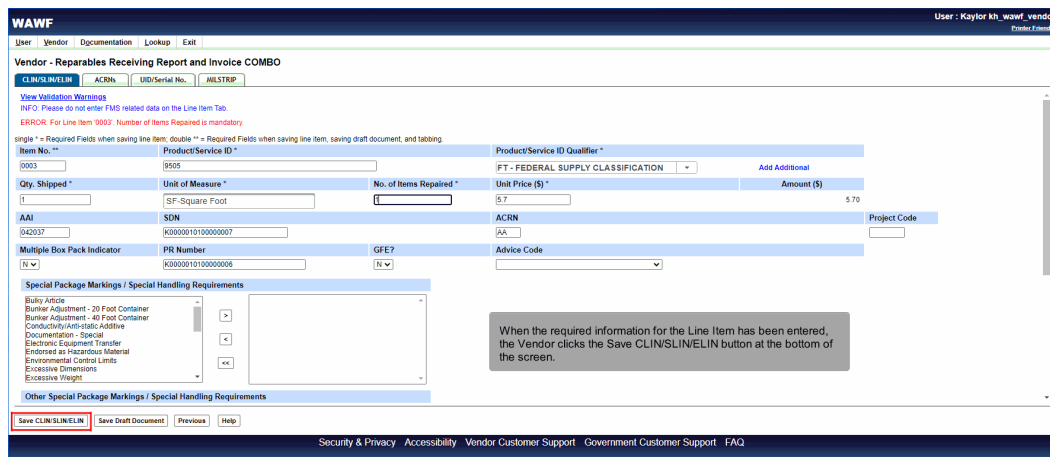 User : Kaylor kh_wawf_vendo
WAWF
Printer Friend
User Vendor Documentation Lookup Exit
Vendor - Reparables Receiving Report and Invoice COMBO
CLIN/SLIN/ELIN ACRNs UID/Serial No. MILSTRIP
View Validation Warnings
INFO: Please do not enter FMS related data on the Line Item Tab.
ERROR: For Line Item '0003', Number of Items Repaired is mandatory.
single * = Required Fields when saving line item; double ** = Required Fields when saving line item, saving draft document, and tabbing.
Item No. ** Product/Service ID * Product/Service ID Qualifier *
0003 9505 FT - FEDERAL SUPPLY CLASSIFICATION Add Additional
Qty. Shipped * Unit of Measure * No. of Items Repaired * Unit Price ($) * Amount ($)
1 SF-Square Foot 1 5.7 5.70
AAI SDN ACRN Project Code
042037 K0000010100000007 AA
Multiple Box Pack Indicator PR Number GFE? Advice Code
N K0000010100000006 N
Special Package Markings / Special Handling Requirements
Bulky Article
Bunker Adjustment - 20 Foot Container
Bunker Adjustment - 40 Foot Container
Conductivity/Anti-static Additive
Documentation - Special
Electronic Equipment Transfer
Endorsed as Hazardous Material
Environmental Control Limits
Excessive Dimensions
Excessive Weight
>
<
<<
When the required information for the Line Item has been entered,
the Vendor clicks the Save CLIN/SLIN/ELIN button at the bottom of
the screen.
Other Special Package Markings / Special Handling Requirements
Save CLIN/SLIN/ELIN Save Draft Document Previous Help
Security & Privacy Accessibility Vendor Customer Support Government Customer Support FAQ